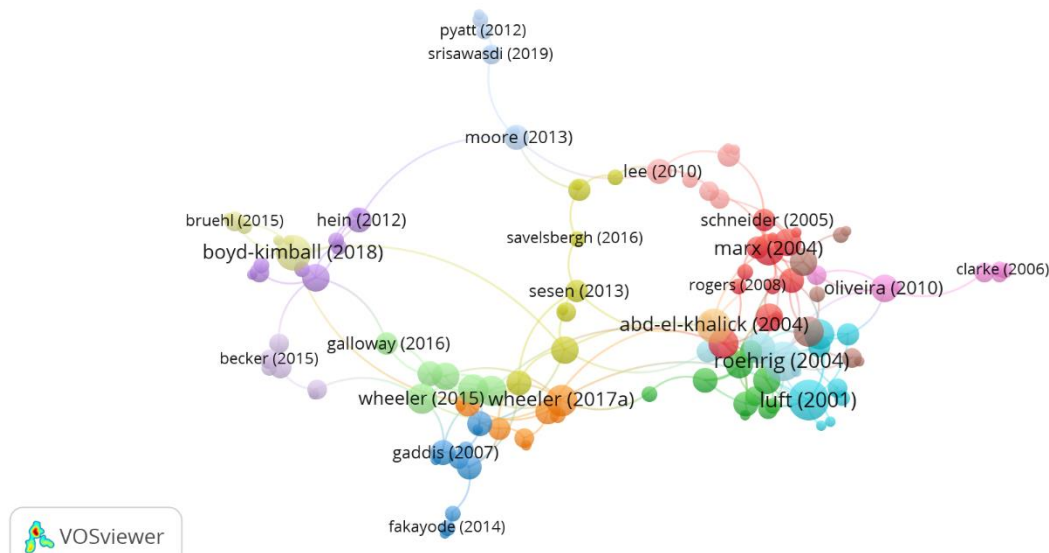 pyatt (2012)
srisawasdi (2019)
moore (2013)
lee (2010)
bruehl (2015)
hein (2012)
schneider (2005)
boyd-kimball (2018)
savelsbergh (2016)
marx (2004)
clarke (2006)
sesen (2013)
rogers (2008)
oliveira (2010)
abd-el-khalick (2004)
galloway (2016)
becker (2015)
roehrig (2004)
wheeler (2015)
wheeler (2017a)
luft (2001)
gaddis (2007)
fakayode (2014)
VOSviewer